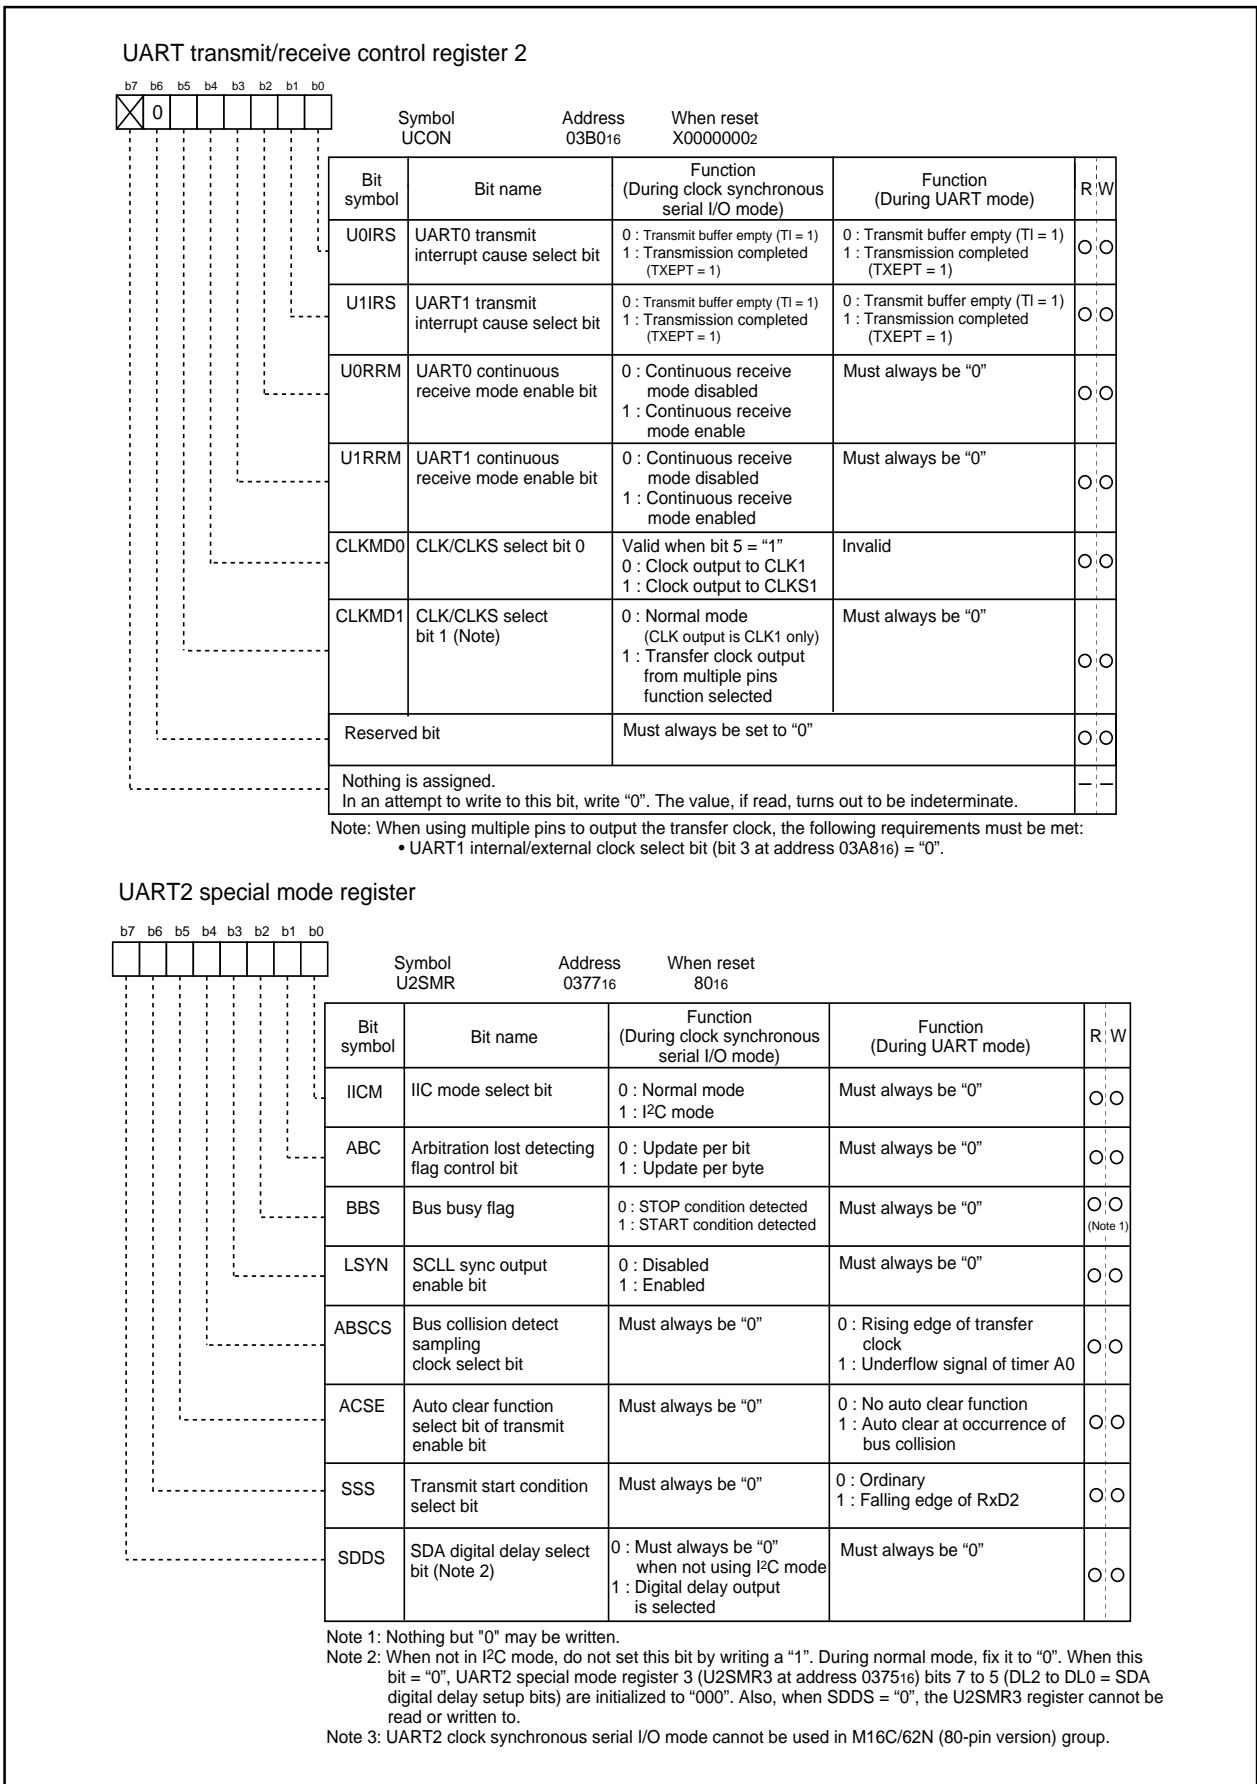 UART transmit/receive control register 2
b7 b6 b5 b4 b3 b2 b1 b0
0
Symbol Address When reset
UCON 03B016 X00000002
Bit symbol Bit name Function (During clock synchronous serial I/O mode) Function (During UART mode) R W
U0IRS UART0 transmit interrupt cause select bit
0 : Transmit buffer empty (TI = 1)
1 : Transmission completed
(TXEPT = 1)
0 : Transmit buffer empty (TI = 1)
1 : Transmission completed
(TXEPT = 1)
U1IRS UART1 transmit interrupt cause select bit
0 : Transmit buffer empty (TI = 1)
1 : Transmission completed
(TXEPT = 1)
0 : Transmit buffer empty (TI = 1)
1 : Transmission completed
(TXEPT = 1)
U0RRM UART0 continuous receive mode enable bit
0 : Continuous receive
mode disabled
1 : Continuous receive
mode enable
Must always be “0”
U1RRM UART1 continuous receive mode enable bit
0 : Continuous receive
mode disabled
1 : Continuous receive
mode enabled
Must always be “0”
CLKMD0 CLK/CLKS select bit 0
Valid when bit 5 = “1”
0 : Clock output to CLK1
1 : Clock output to CLKS1
Invalid
CLKMD1 CLK/CLKS select bit 1 (Note)
0 : Normal mode
(CLK output is CLK1 only)
1 : Transfer clock output
from multiple pins
function selected
Must always be “0”
Reserved bit Must always be set to “0”
Nothing is assigned.
In an attempt to write to this bit, write “0”. The value, if read, turns out to be indeterminate.
Note: When using multiple pins to output the transfer clock, the following requirements must be met:
• UART1 internal/external clock select bit (bit 3 at address 03A816) = “0”.
UART2 special mode register
b7 b6 b5 b4 b3 b2 b1 b0
Symbol Address When reset
U2SMR 037716 8016
Bit symbol Bit name Function (During clock synchronous serial I/O mode) Function (During UART mode) R W
IICM IIC mode select bit
0 : Normal mode
1 : I2C mode
Must always be “0”
ABC Arbitration lost detecting flag control bit
0 : Update per bit
1 : Update per byte
Must always be “0”
BBS Bus busy flag
0 : STOP condition detected
1 : START condition detected
Must always be “0”
(Note 1)
LSYN SCLL sync output enable bit
0 : Disabled
1 : Enabled
Must always be “0”
ABSCS Bus collision detect sampling clock select bit
Must always be “0”
0 : Rising edge of transfer
clock
1 : Underflow signal of timer A0
ACSE Auto clear function select bit of transmit enable bit
Must always be “0”
0 : No auto clear function
1 : Auto clear at occurrence of
bus collision
SSS Transmit start condition select bit
Must always be “0”
0 : Ordinary
1 : Falling edge of RxD2
SDDS SDA digital delay select bit (Note 2)
0 : Must always be “0”
when not using I2C mode
1 : Digital delay output
is selected
Must always be “0”
Note 1: Nothing but "0" may be written.
Note 2: When not in I2C mode, do not set this bit by writing a “1”. During normal mode, fix it to “0”. When this
bit = “0”, UART2 special mode register 3 (U2SMR3 at address 037516) bits 7 to 5 (DL2 to DL0 = SDA
digital delay setup bits) are initialized to “000”. Also, when SDDS = “0”, the U2SMR3 register cannot be
read or written to.
Note 3: UART2 clock synchronous serial I/O mode cannot be used in M16C/62N (80-pin version) group.